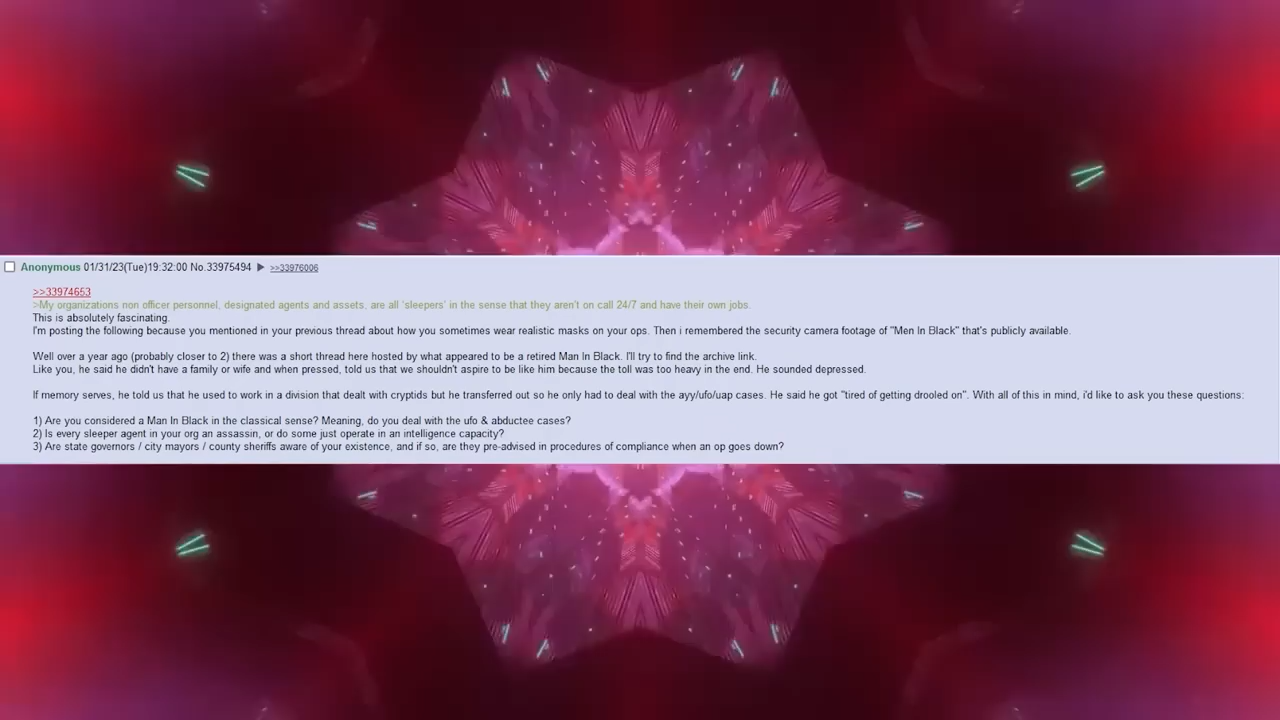 Anonymous 01/31/23(Tue)19:32:00 No.33975494 ▶ >>33976006
>>33974653
>My organizations non officer personnel, designated agents and assets, are all 'sleepers' in the sense that they aren't on call 24/7 and have their own jobs.
This is absolutely fascinating.
I'm posting the following because you mentioned in your previous thread about how you sometimes wear realistic masks on your ops. Then i remembered the security camera footage of "Men In Black" that's publicly available.
Well over a year ago (probably closer to 2) there was a short thread here hosted by what appeared to be a retired Man In Black. I'll try to find the archive link.
Like you, he said he didn't have a family or wife and when pressed, told us that we shouldn't aspire to be like him because the toll was too heavy in the end. He sounded depressed.
If memory serves, he told us that he used to work in a division that dealt with cryptids but he transferred out so he only had to deal with the ayy/ufo/uap cases. He said he got "tired of getting drooled on". With all of this in mind, i'd like to ask you these questions:
1) Are you considered a Man In Black in the classical sense? Meaning, do you deal with the ufo & abductee cases?
2) Is every sleeper agent in your org an assassin, or do some just operate in an intelligence capacity?
3) Are state governors / city mayors / county sheriffs aware of your existence, and if so, are they pre-advised in procedures of compliance when an op goes down?